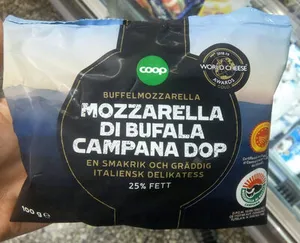 coop
WORLD CHEESE
AWARDS
BUFFELMOZZARELLA
MOZZARELLA
DI BUFALA
CAMPANA DOP
EN SMAKRIK OCH GRÄDDIG
ITALIENSK DELIKATESS
25% FETT
100 g e